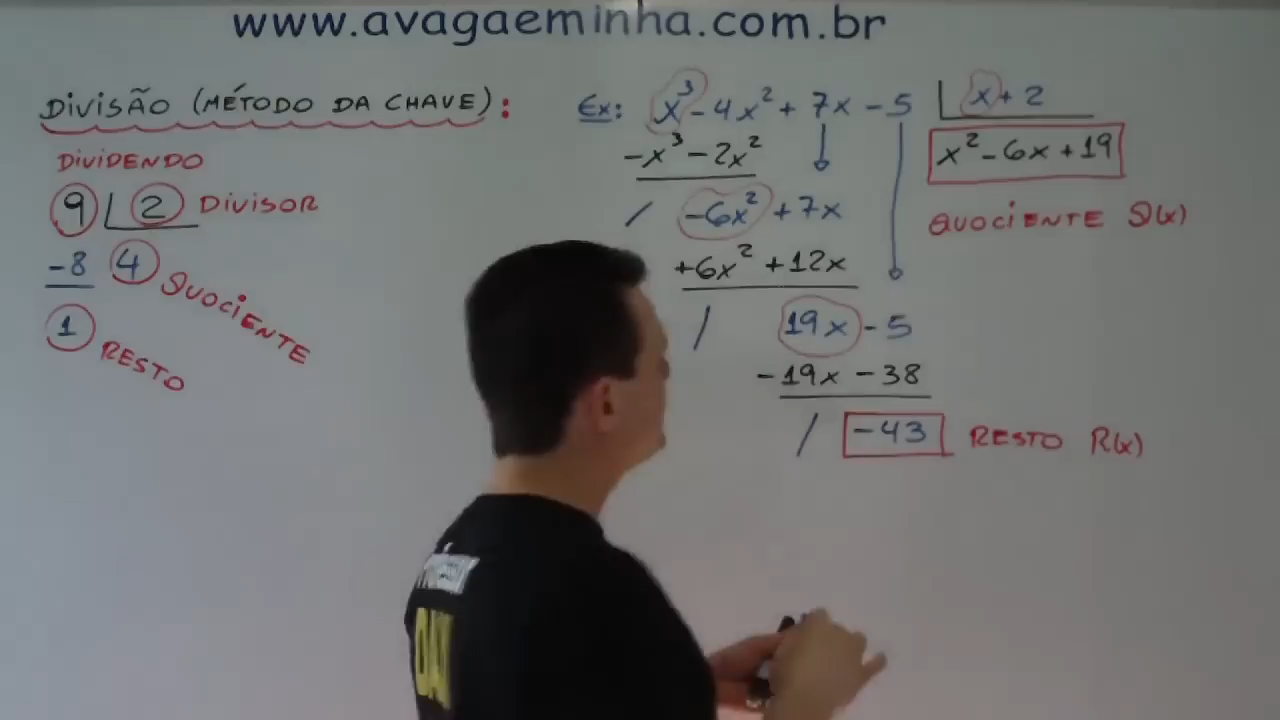 www.avagaeminha.com.br
DIVISÃO (MÉTODO DA CHAVE):
DIVIDENDO
9 2 DIVISOR
-8 4 QUOCIENTE
1 RESTO
Ex: x³ - 4x² + 7x - 5 x + 2
-x³ - 2x² x² - 6x + 19
/ -6x² + 7x QUOCIENTE Q(x)
+6x² + 12x
/ 19x - 5
-19x - 38
/ -43 RESTO R(x)